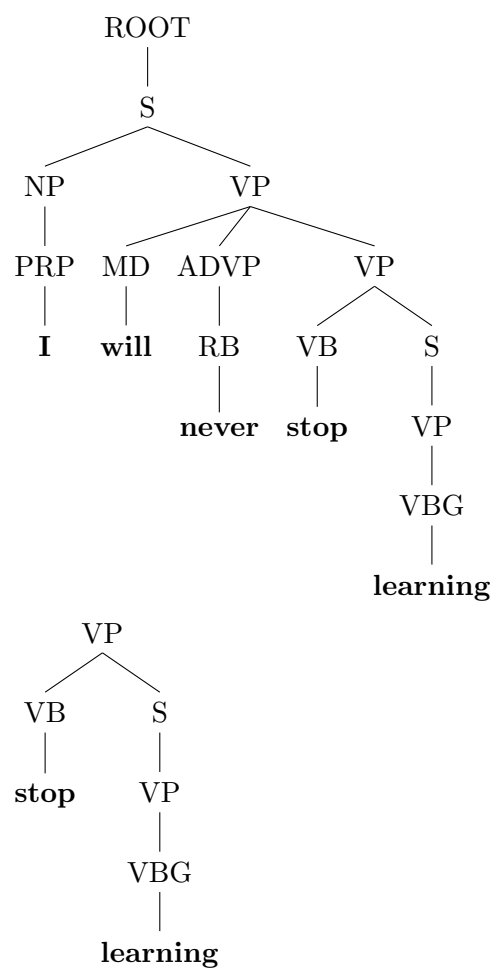 ROOT
S
NP VP
PRP MD ADVP VP
I will RB VB S
never stop VP
VBG
learning
VP
VB S
stop VP
VBG
learning